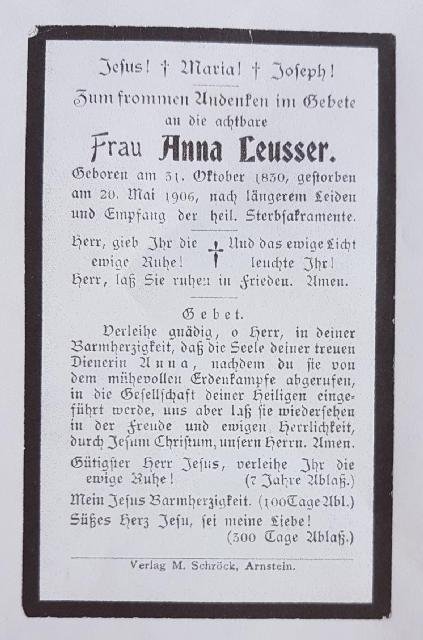 Jesus! † Maria! † Joseph!
Zum frommen Andenken im Gebete
an die achtbare
Frau Anna Leusser.
Geboren am 31. Oktober 1830, gestorben
am 20. Mai 1906, nach längerem Leiden
und Empfang der heil. Sterbsakramente.
Herr, gieb Ihr die † Und das ewige Licht
ewige Ruhe! leuchte Ihr!
Herr, laß Sie ruhen in Frieden. Amen.
Gebet.
Verleihe gnädig, o Herr, in deiner
Barmherzigkeit, daß die Seele deiner treuen
Dienerin Anna, nachdem du sie von
dem mühevollen Erdenkampfe abgerufen,
in die Gesellschaft deiner Heiligen einge-
führt werde, uns aber laß sie wiedersehen
in der Freude und ewigen Herrlichkeit,
durch Jesum Christum, unsern Herrn. Amen.
Gütigster Herr Jesus, verleihe Ihr die
ewige Ruhe! (7 Jahre Ablaß.)
Mein Jesus Barmherzigkeit. (100 Tage Abl.)
Süßes Herz Jesu, sei meine Liebe!
(300 Tage Ablaß.)
Verlag M. Schröck, Arnstein.